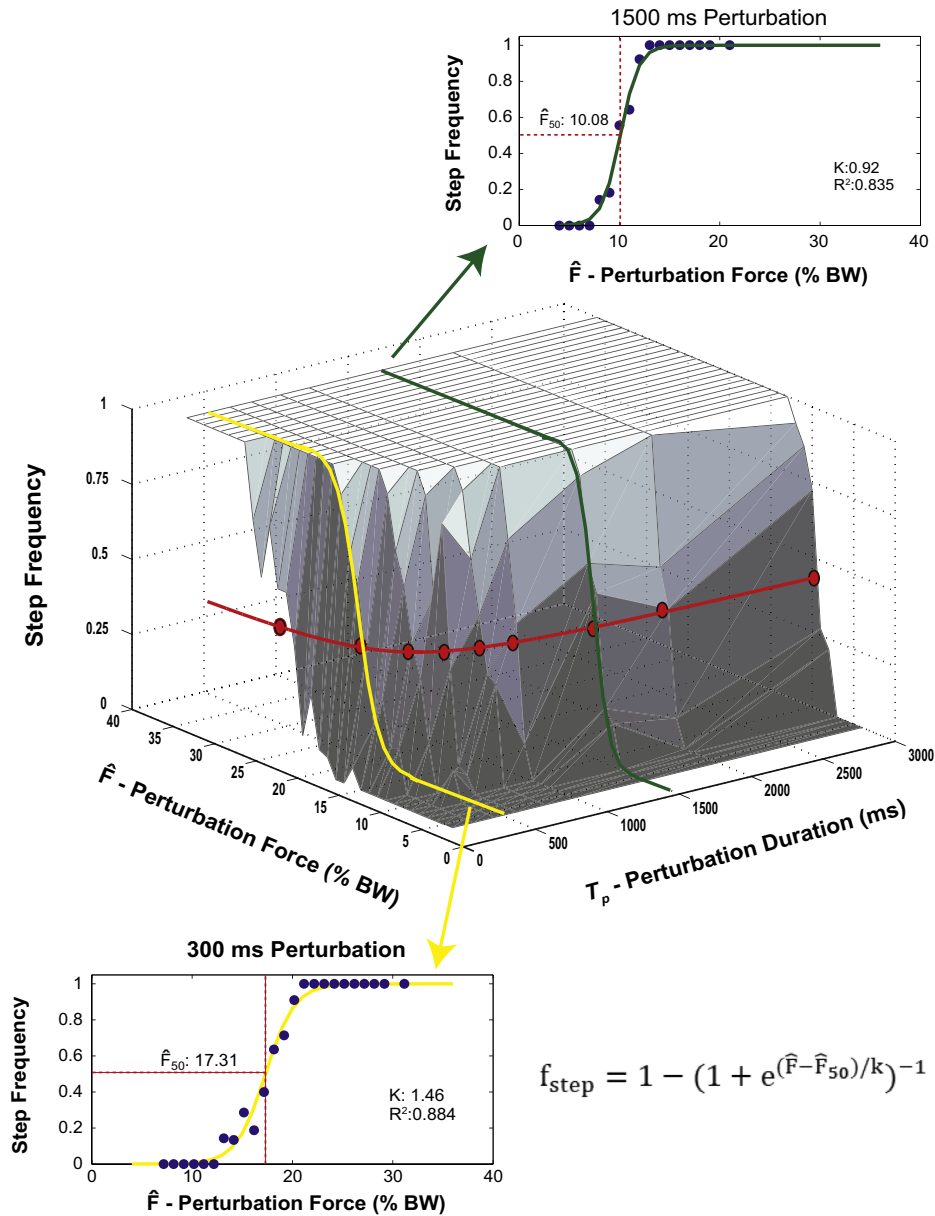 1500 ms Perturbation
1
0.8
0.6
0.4
0.2
0
Step Frequency
F̂₅₀: 10.08
K:0.92
R²:0.835
0 10 20 30 40
F̂ - Perturbation Force (% BW)
1
0.75
0.5
0.25
0
Step Frequency
40
35
30
25
20
15
10
5
0
F̂ - Perturbation Force (% BW)
0
500
1000
1500
2000
2500
3000
Tₚ - Perturbation Duration (ms)
300 ms Perturbation
1
0.8
0.6
0.4
0.2
0
Step Frequency
F̂₅₀: 17.31
K: 1.46
R²:0.884
0 10 20 30 40
F̂ - Perturbation Force (% BW)
f_step = 1 − (1 + e^((F̂−F̂₅₀)/k))⁻¹